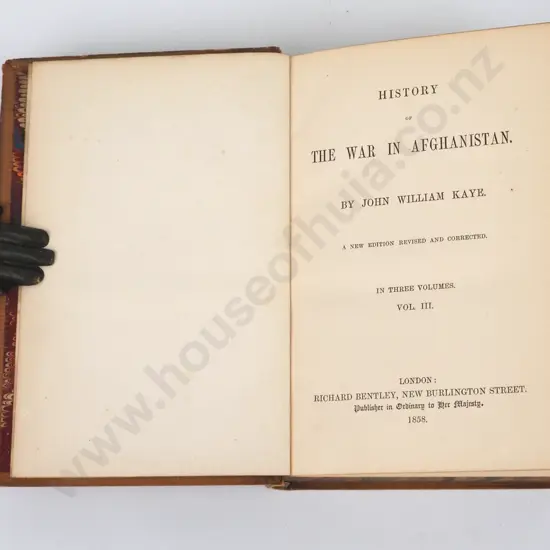 HISTORY
OF
THE WAR IN AFGHANISTAN.
BY JOHN WILLIAM KAYE.
A NEW EDITION REVISED AND CORRECTED.
IN THREE VOLUMES.
VOL. III.
LONDON:
RICHARD BENTLEY, NEW BURLINGTON STREET.
Publisher in Ordinary to Her Majesty.
1858.
www.houseofhuia.co.nz